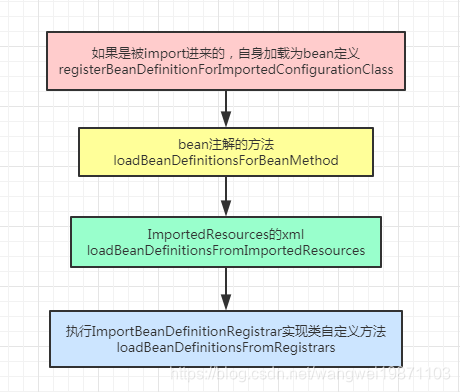 如果是被import进来的，自身加载为bean定义
registerBeanDefinitionForImportedConfigurationClass
bean注解的方法
loadBeanDefinitionsForBeanMethod
ImportedResources的xml
loadBeanDefinitionsFromImportedResources
执行ImportBeanDefinitionRegistrar实现类自定义方法
loadBeanDefinitionsFromRegistrars
https://blog.csdn.net/wangwei19871103